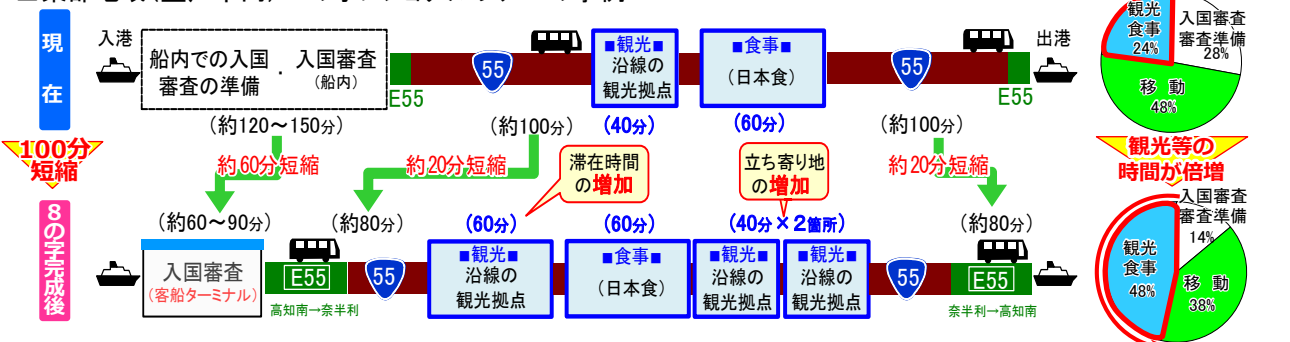 現在
入港
船内での入国
審査の準備
・
入国審査
(船内)
E55
55
■観光■
沿線の
観光拠点
■食事■
(日本食)
55
E55
出港
(約120～150分)
(約100分)
(40分)
(60分)
(約100分)
100分
短縮
約60分短縮
約20分短縮
滞在時間
の増加
立ち寄り地
の増加
約20分短縮
8の字完成後
(約60～90分)
(約80分)
(60分)
(60分)
(40分×2箇所)
(約80分)
入国審査
(客船ターミナル)
E55
高知南→奈半利
55
■観光■
沿線の
観光拠点
■食事■
(日本食)
■観光■
沿線の
観光拠点
■観光■
沿線の
観光拠点
55
E55
奈半利→高知南
観光
食事
24%
入国審査
審査準備
28%
移動
48%
観光等の
時間が倍増
入国審査
審査準備
14%
観光
食事
48%
移動
38%